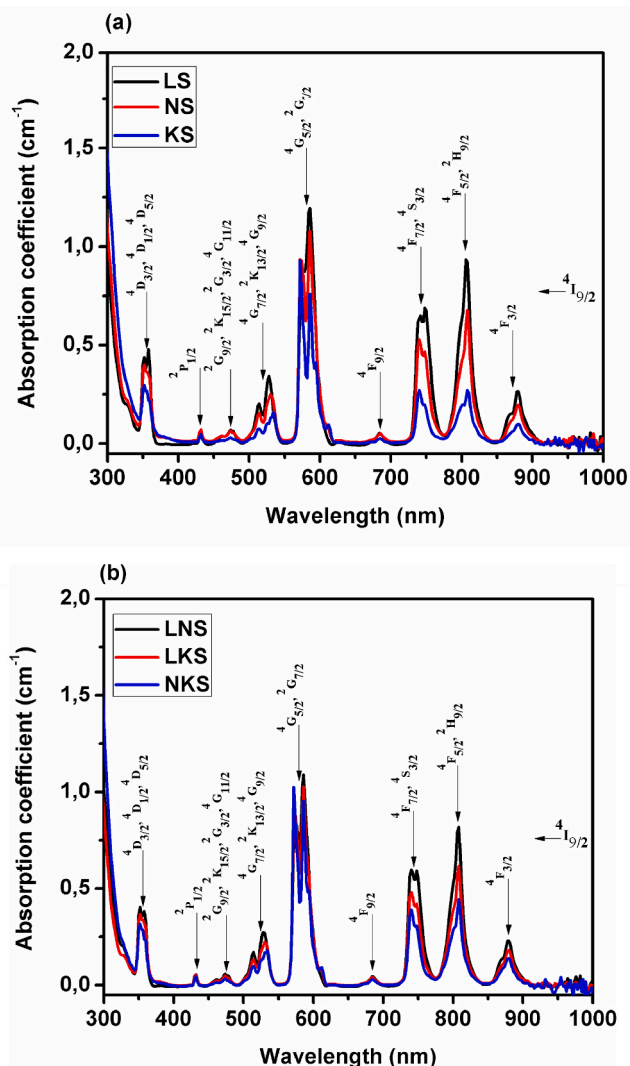 (a)
2,0
1,5
1,0
0,5
0,0
Absorption coefficient (cm⁻¹)
LS
NS
KS
⁴D₃/₂, ⁴D₁/₂, ⁴D₅/₂
²P₁/₂
²G₉/₂, ²K₁₅/₂, ²G₃/₂, ⁴G₁₁/₂
⁴G₇/₂, ²K₁₃/₂, ⁴G₉/₂
⁴G₅/₂, ²G₇/₂
⁴F₉/₂
⁴F₇/₂, ⁴S₃/₂
⁴F₅/₂, ²H₉/₂
⁴F₃/₂
⁴I₉/₂
300 400 500 600 700 800 900 1000
Wavelength (nm)
(b)
2,0
1,5
1,0
0,5
0,0
Absorption coefficient (cm⁻¹)
LNS
LKS
NKS
⁴D₃/₂, ⁴D₁/₂, ⁴D₅/₂
²P₁/₂
²G₉/₂, ²K₁₅/₂, ²G₃/₂, ⁴G₁₁/₂
⁴G₇/₂, ²K₁₃/₂, ⁴G₉/₂
⁴G₅/₂, ²G₇/₂
⁴F₉/₂
⁴F₇/₂, ⁴S₃/₂
⁴F₅/₂, ²H₉/₂
⁴F₃/₂
⁴I₉/₂
300 400 500 600 700 800 900 1000
Wavelength (nm)